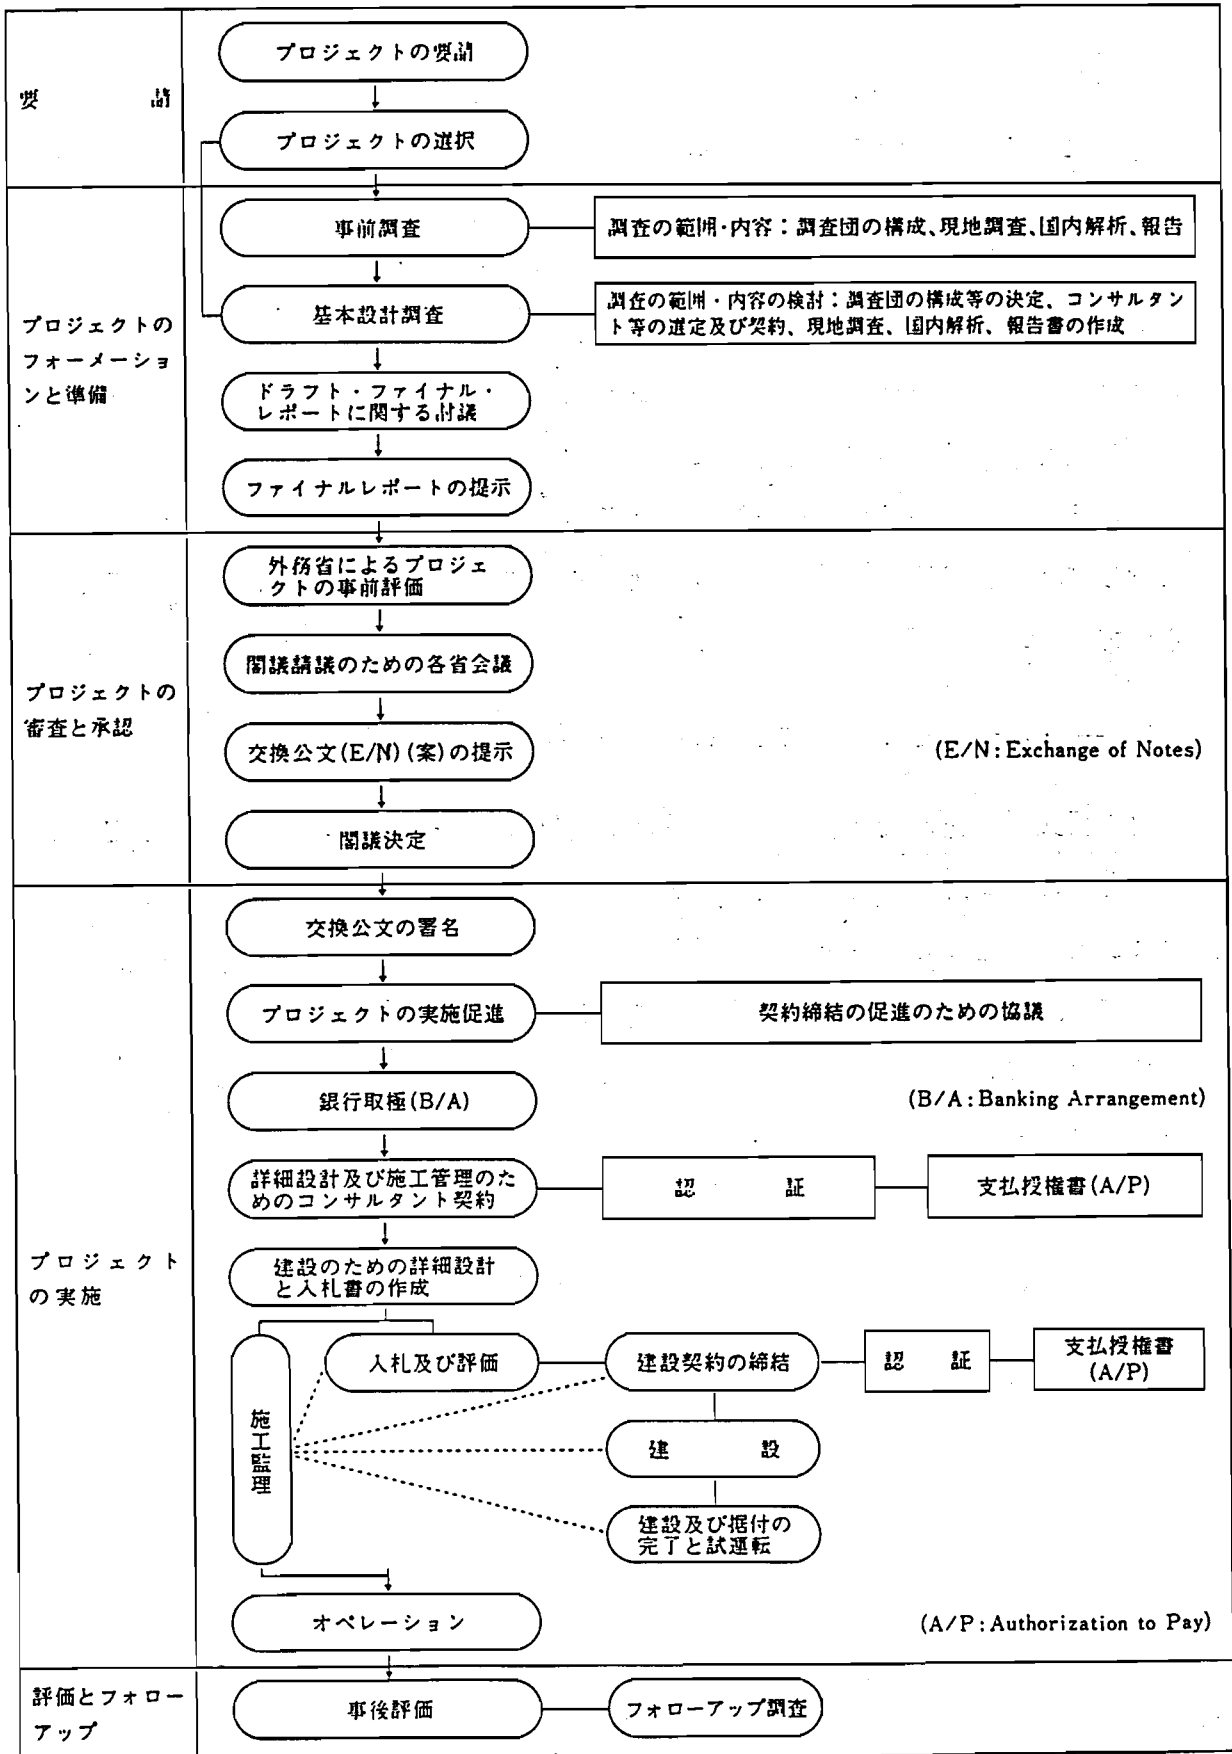 要　請
プロジェクトの要請
プロジェクトの選択
プロジェクトの
フォーメーショ
ンと準備
事前調査
調査の範囲・内容：調査団の構成、現地調査、国内解析、報告
基本設計調査
調査の範囲・内容の検討：調査団の構成等の決定、コンサルタン
ト等の選定及び契約、現地調査、国内解析、報告書の作成
ドラフト・ファイナル・
レポートに関する討議
ファイナルレポートの提示
プロジェクトの
審査と承認
外務省によるプロジェ
クトの事前評価
閣議請議のための各省会議
交換公文(E/N)(案)の提示
(E/N:Exchange of Notes)
閣議決定
プロジェクト
の実施
交換公文の署名
プロジェクトの実施促進
契約締結の促進のための協議
銀行取極(B/A)
(B/A:Banking Arrangement)
詳細設計及び施工管理のた
めのコンサルタント契約
認　証
支払授権書(A/P)
建設のための詳細設計
と入札書の作成
入札及び評価
建設契約の締結
認　証
支払授権書
(A/P)
施工監理
建　設
建設及び据付の
完了と試運転
オペレーション
(A/P:Authorization to Pay)
評価とフォロー
アップ
事後評価
フォローアップ調査